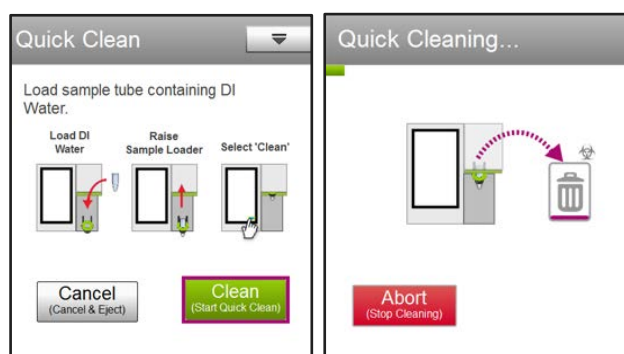 Quick Clean
Load sample tube containing DI
Water.
Load DI
Water
Raise
Sample Loader
Select 'Clean'
Cancel
(Cancel & Eject)
Clean
(Start Quick Clean)
Quick Cleaning...
Abort
(Stop Cleaning)